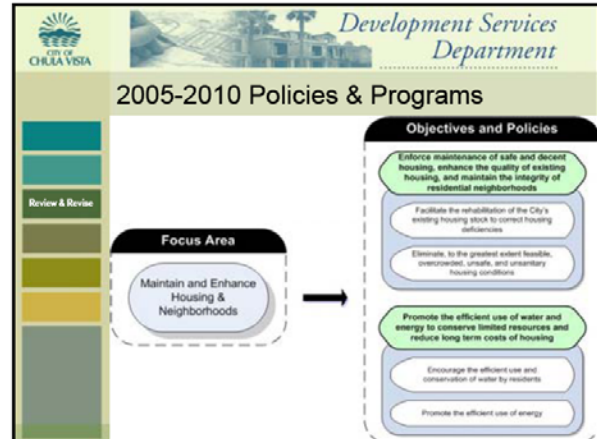 CITY OF
CHULA VISTA
Development Services
Department
2005-2010 Policies & Programs
Review & Revise
Focus Area
Maintain and Enhance
Housing &
Neighborhoods
Objectives and Policies
Enforce maintenance of safe and decent
housing, enhance the quality of existing
housing, and maintain the integrity of
residential neighborhoods
Facilitate the rehabilitation of the City's
existing housing stock to correct housing
deficiencies
Eliminate, to the greatest extent feasible,
overcrowded, unsafe, and unsanitary
housing conditions
Promote the efficient use of water and
energy to conserve limited resources and
reduce long term costs of housing
Encourage the efficient use and
conservation of water by residents
Promote the efficient use of energy